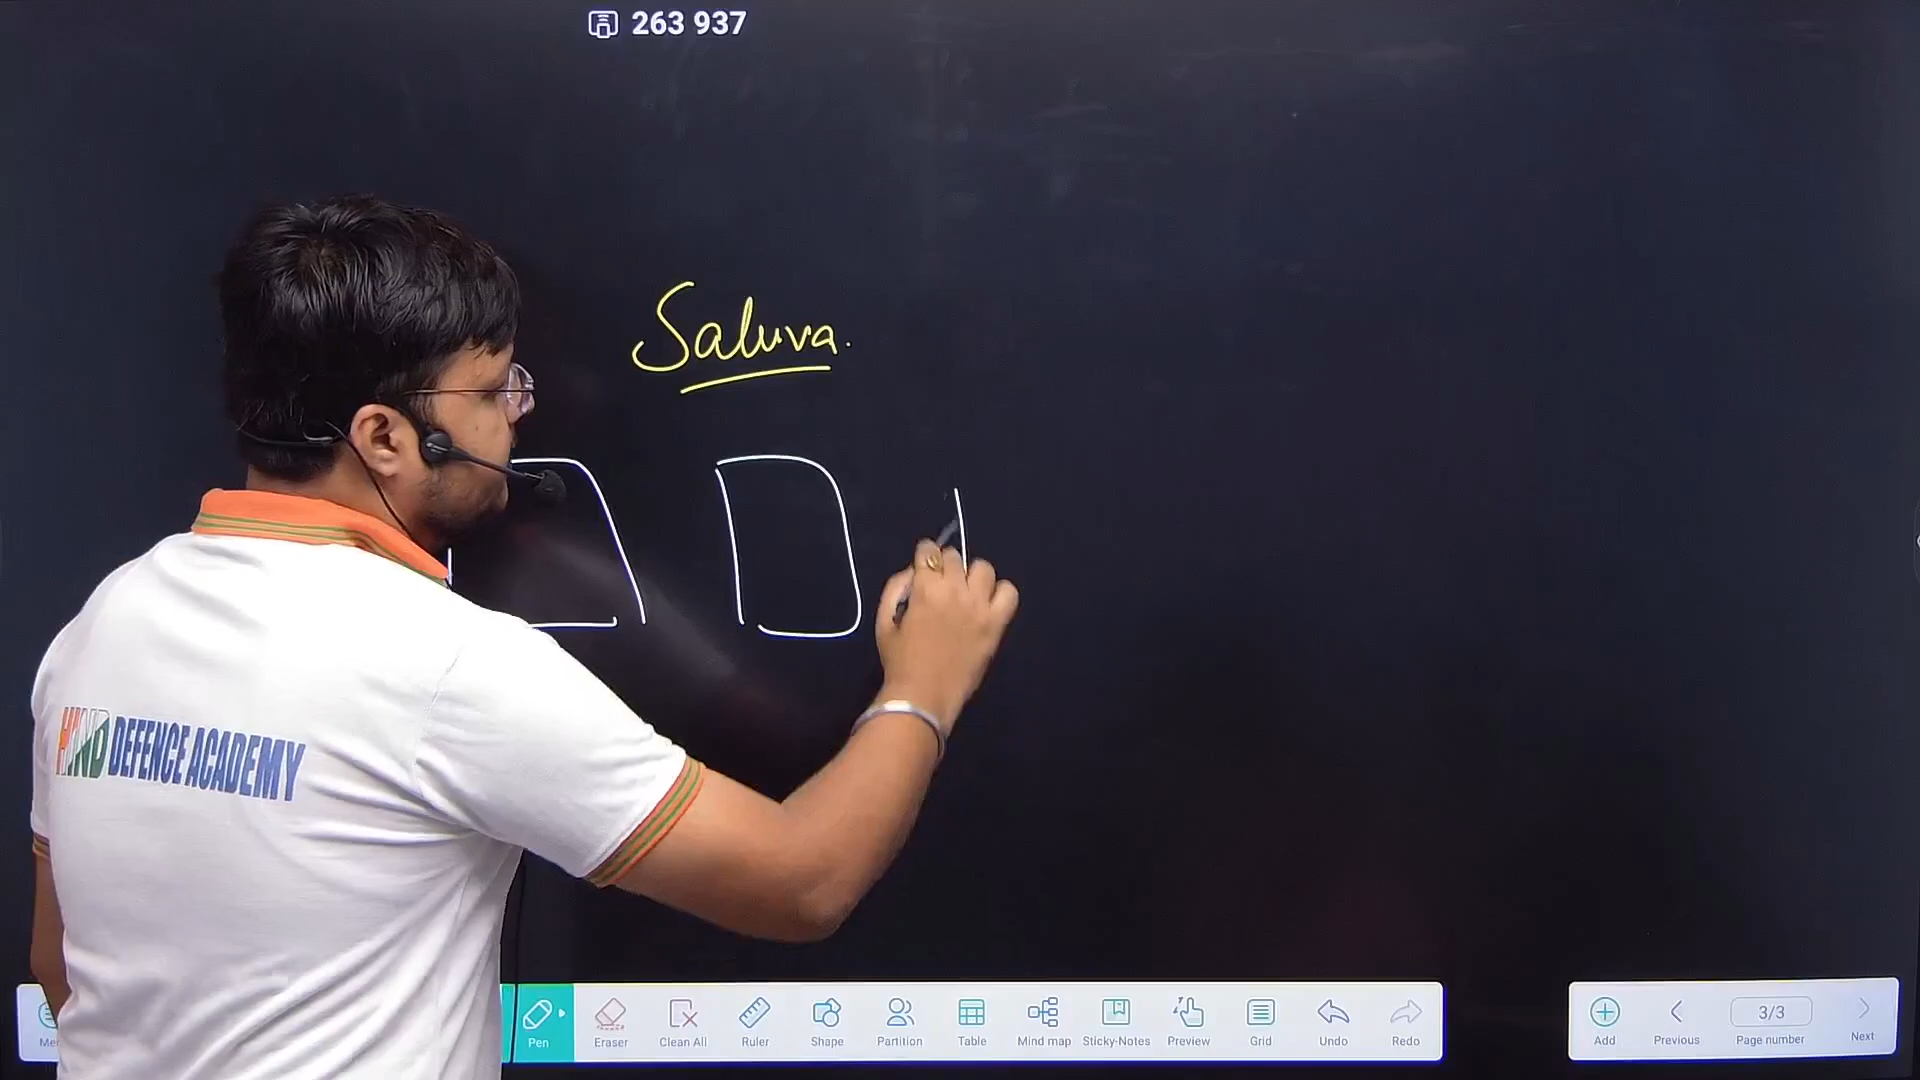 263 937
Saluva.
HIND DEFENCE ACADEMY
Pen
Eraser
Clean All
Ruler
Shape
Partition
Table
Mind map
Sticky-Notes
Preview
Grid
Undo
Redo
Add
Previous
3/3
Page number
Next